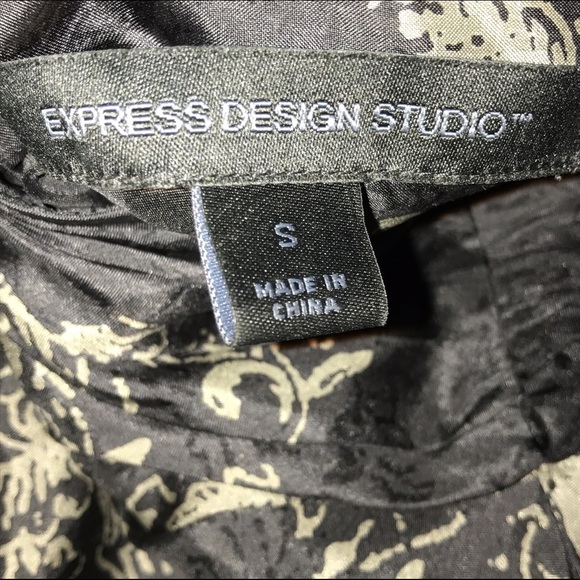 EXPRESS DESIGN STUDIO™
S
MADE IN
CHINA